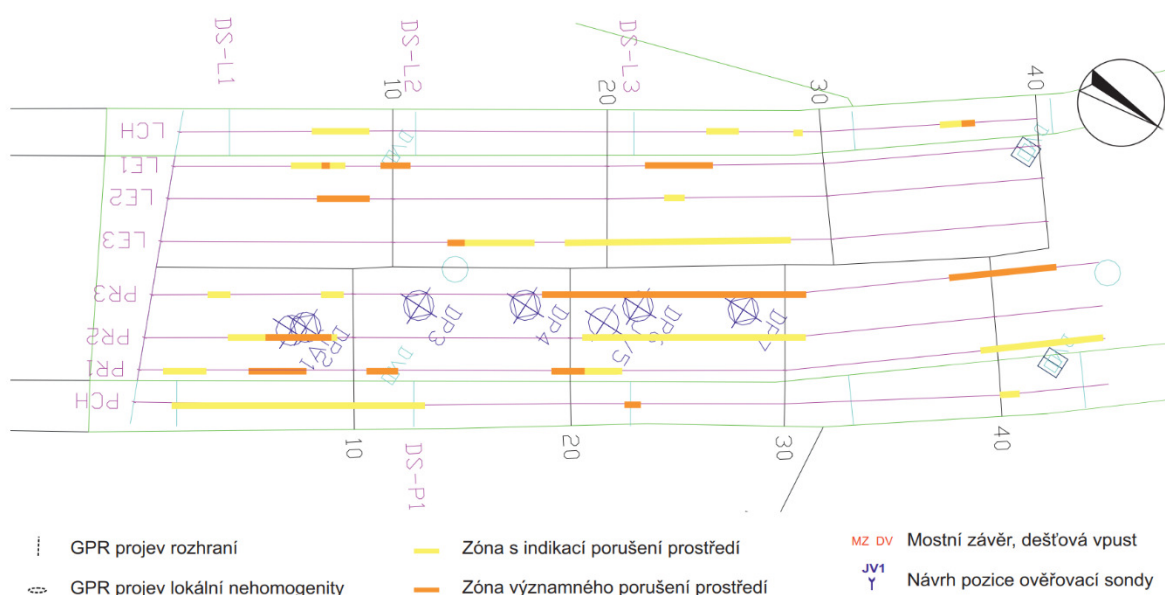 DS-L1
DS-L2
DS-L3
10
20
30
40
LCH
LE1
LE2
LE3
PR3
PR2
PR1
PCH
DP3
DP4
DV
DV
10
20
30
40
DS-P1
GPR projev rozhraní
Zóna s indikací porušení prostředí
MZ DV Mostní závěr, dešťová vpust
GPR projev lokální nehomogenity
Zóna významného porušení prostředí
JV1
Návrh pozice ověřovací sondy